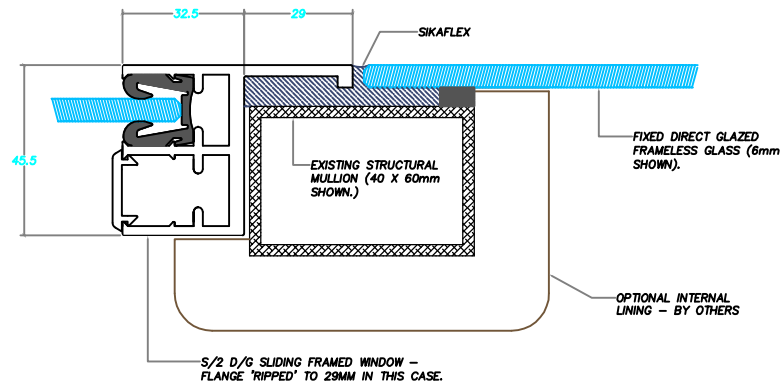 32.5
29
SIKAFLEX
45.5
FIXED DIRECT GLAZED
FRAMELESS GLASS (6mm
SHOWN).
EXISTING STRUCTURAL
MULLION (40 X 60mm
SHOWN.)
OPTIONAL INTERNAL
LINING – BY OTHERS
S/2 D/G SLIDING FRAMED WINDOW –
FLANGE 'RIPPED' TO 29MM IN THIS CASE.